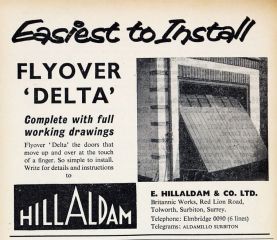 Easiest to Install
FLYOVER
'DELTA'
Complete with full
working drawings
Flyover 'Delta' the doors that
move up and over at the touch
of a finger. So simple to install.
Write for details and instructions
to
HILLALDAM
E. HILLALDAM & CO. LTD.
Britannic Works, Red Lion Road,
Tolworth, Surbiton, Surrey.
Telephone: Elmbridge 0090 (6 lines)
Telegrams: ALDAMILLO SURBITON